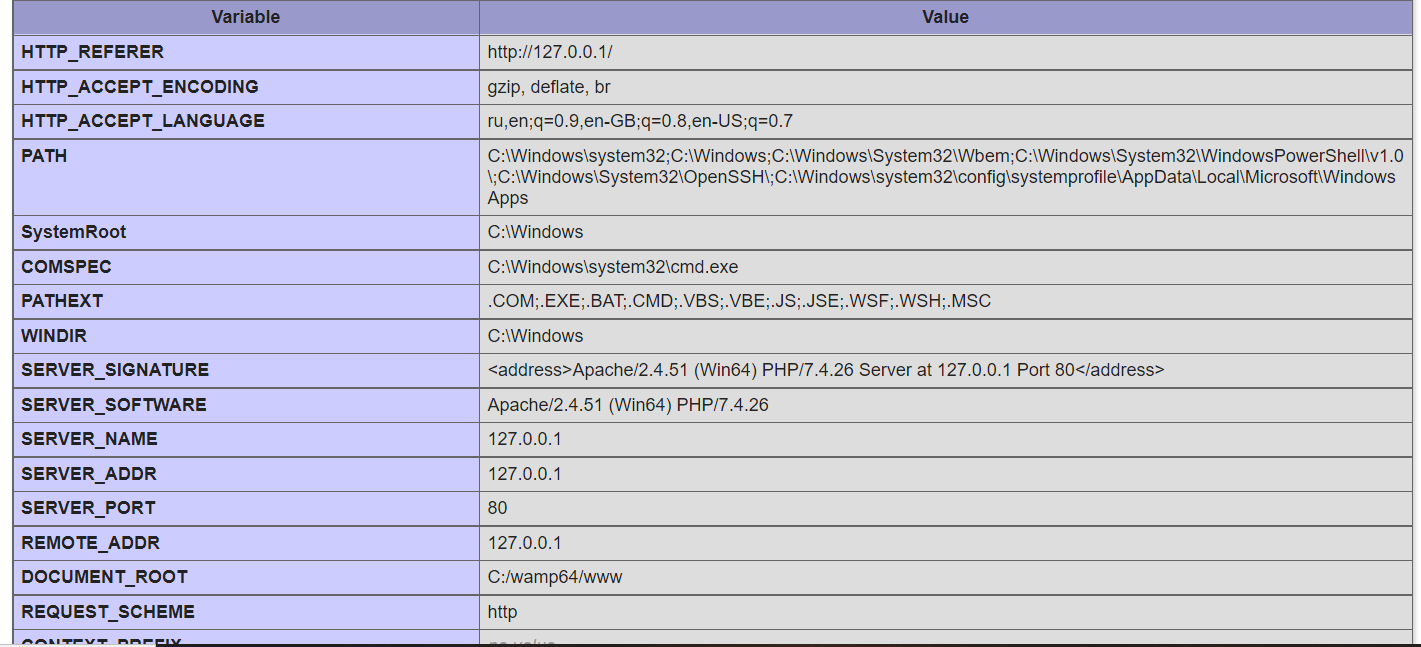 Variable Value
HTTP_REFERER http://127.0.0.1/
HTTP_ACCEPT_ENCODING gzip, deflate, br
HTTP_ACCEPT_LANGUAGE ru,en;q=0.9,en-GB;q=0.8,en-US;q=0.7
PATH C:\Windows\system32;C:\Windows;C:\Windows\System32\Wbem;C:\Windows\System32\WindowsPowerShell\v1.0
\;C:\Windows\System32\OpenSSH\;C:\Windows\system32\config\systemprofile\AppData\Local\Microsoft\Windows
Apps
SystemRoot C:\Windows
COMSPEC C:\Windows\system32\cmd.exe
PATHEXT .COM;.EXE;.BAT;.CMD;.VBS;.VBE;.JS;.JSE;.WSF;.WSH;.MSC
WINDIR C:\Windows
SERVER_SIGNATURE <address>Apache/2.4.51 (Win64) PHP/7.4.26 Server at 127.0.0.1 Port 80</address>
SERVER_SOFTWARE Apache/2.4.51 (Win64) PHP/7.4.26
SERVER_NAME 127.0.0.1
SERVER_ADDR 127.0.0.1
SERVER_PORT 80
REMOTE_ADDR 127.0.0.1
DOCUMENT_ROOT C:/wamp64/www
REQUEST_SCHEME http
CONTEXT_PREFIX no value